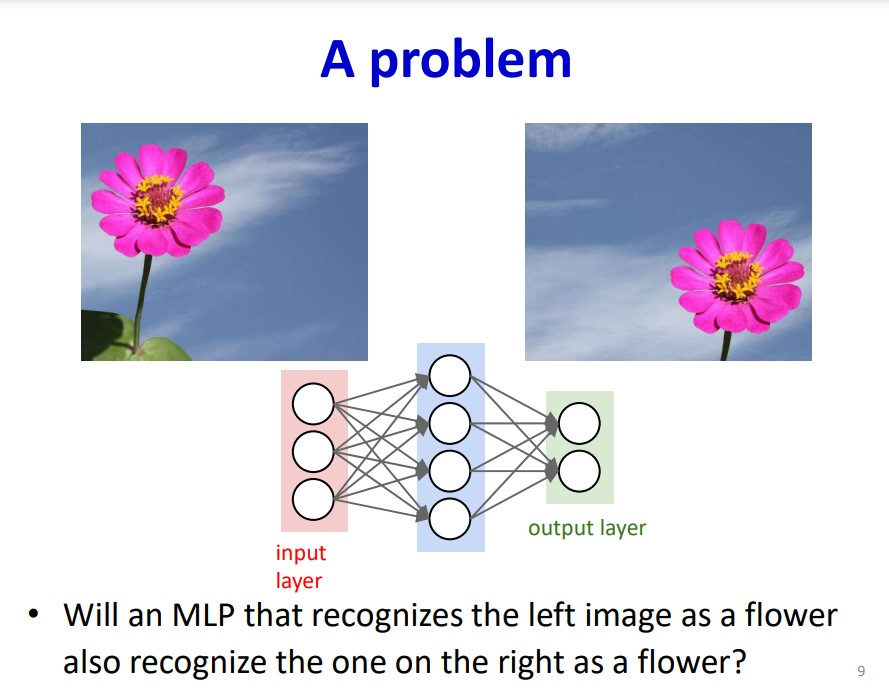 A problem
input
layer
output layer
• Will an MLP that recognizes the left image as a flower
also recognize the one on the right as a flower?
9